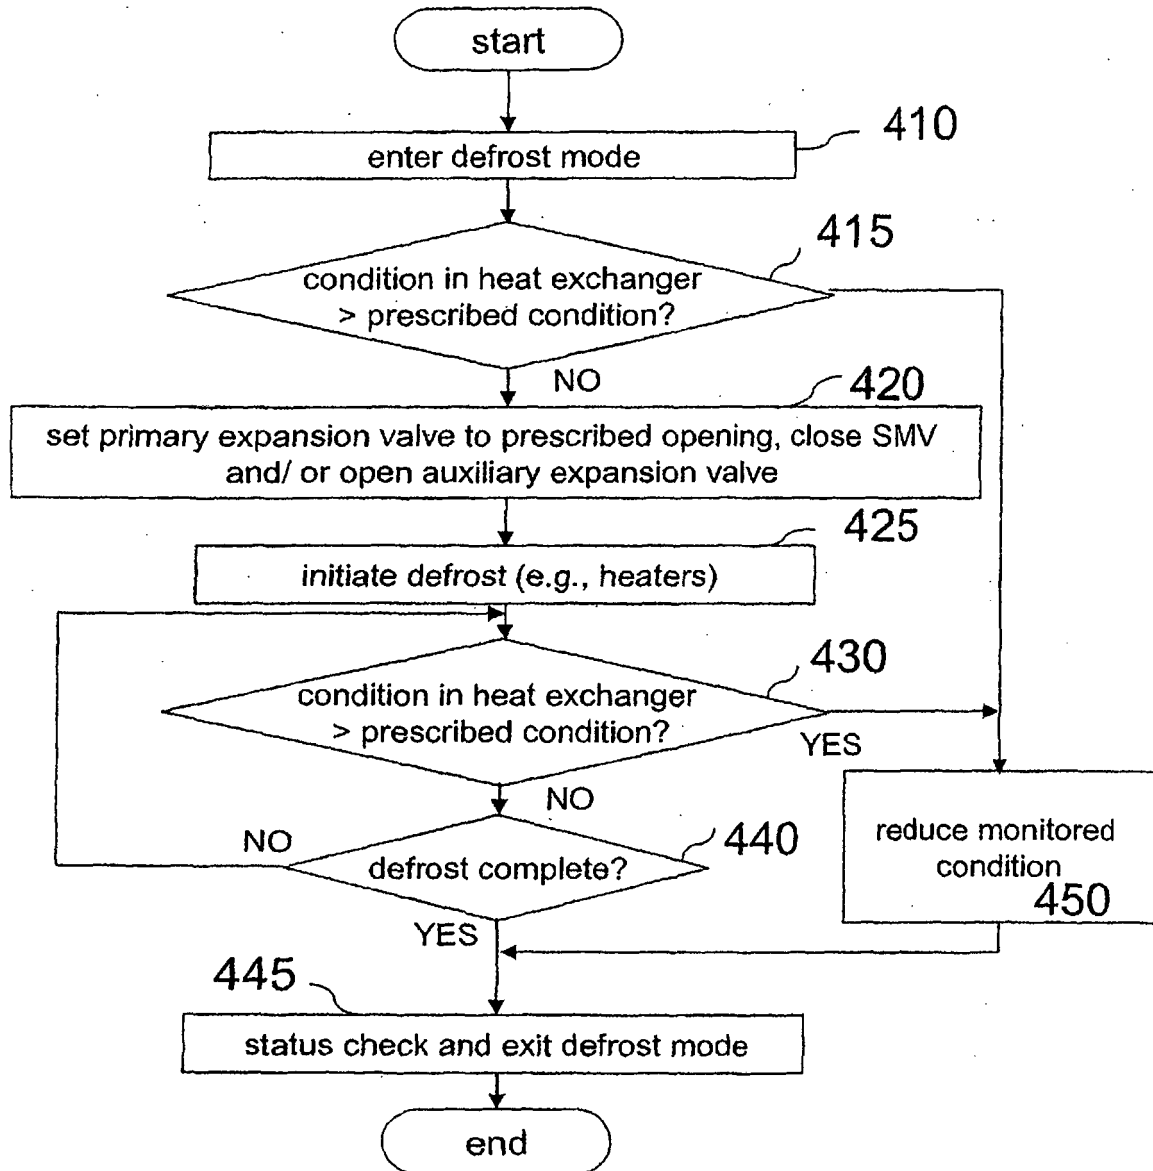 start
410
enter defrost mode
415
condition in heat exchanger
> prescribed condition?
NO
420
set primary expansion valve to prescribed opening, close SMV
and/ or open auxiliary expansion valve
425
initiate defrost (e.g., heaters)
430
condition in heat exchanger
> prescribed condition?
YES
NO
reduce monitored
condition
450
NO
440
defrost complete?
YES
445
status check and exit defrost mode
end